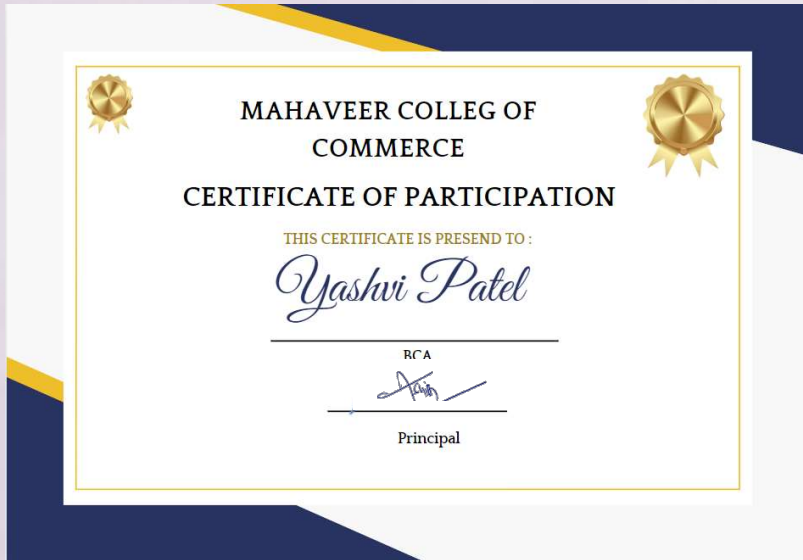 MAHAVEER COLLEG OF
COMMERCE
CERTIFICATE OF PARTICIPATION
THIS CERTIFICATE IS PRESEND TO :
Yashvi Patel
BCA
Principal